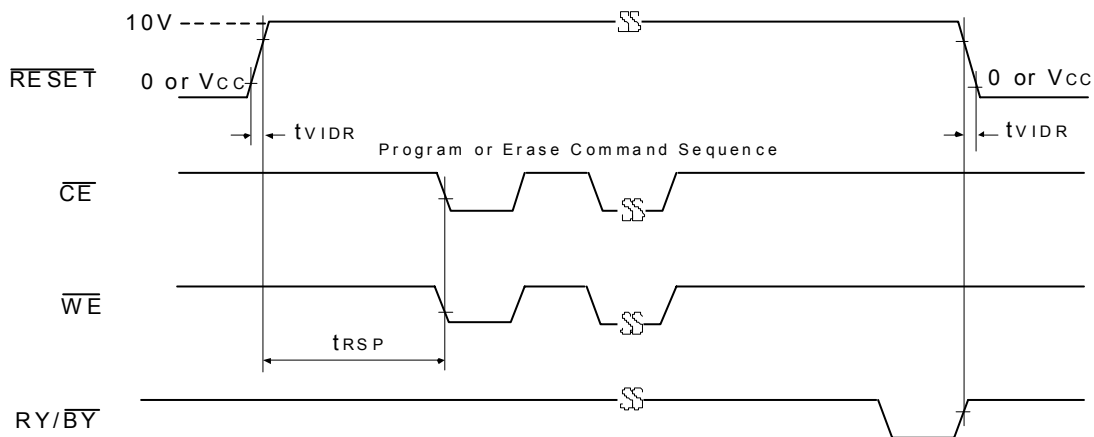 10V
RESET
0 or Vcc
0 or Vcc
tVIDR
tVIDR
Program or Erase Command Sequence
CE
WE
tRSP
RY/BY